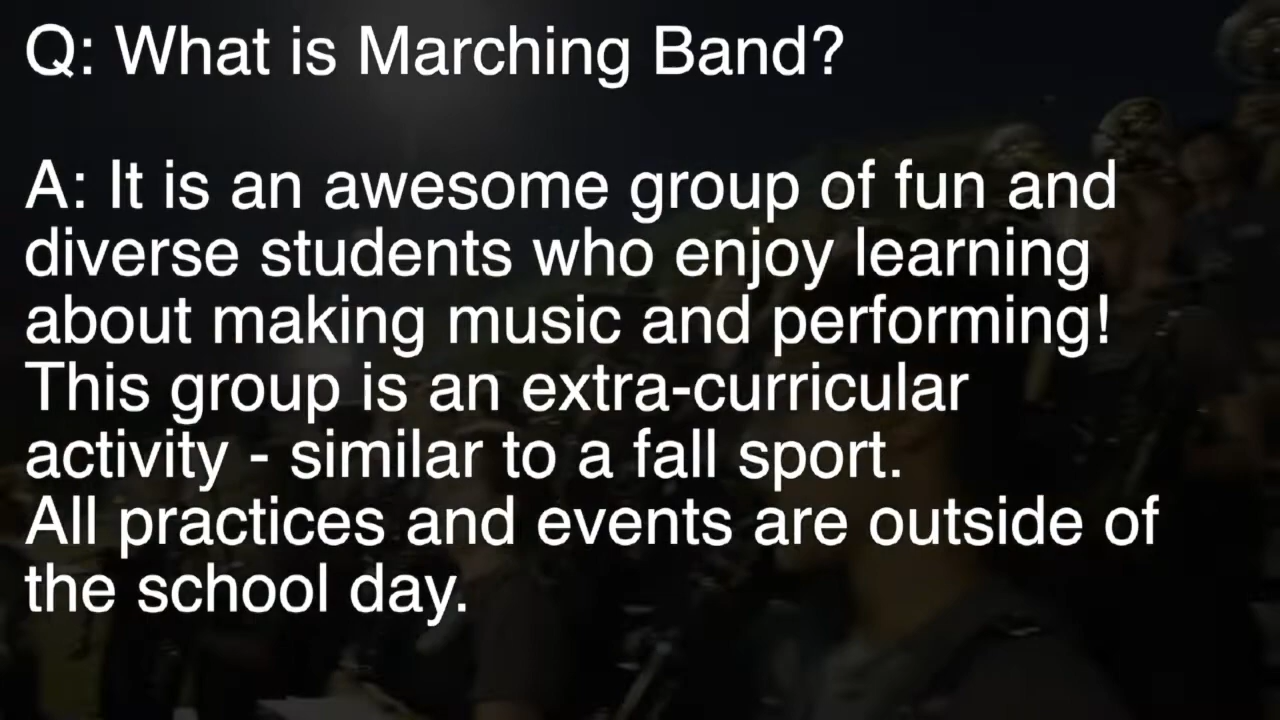 Q: What is Marching Band?
A: It is an awesome group of fun and
diverse students who enjoy learning
about making music and performing!
This group is an extra-curricular
activity - similar to a fall sport.
All practices and events are outside of
the school day.